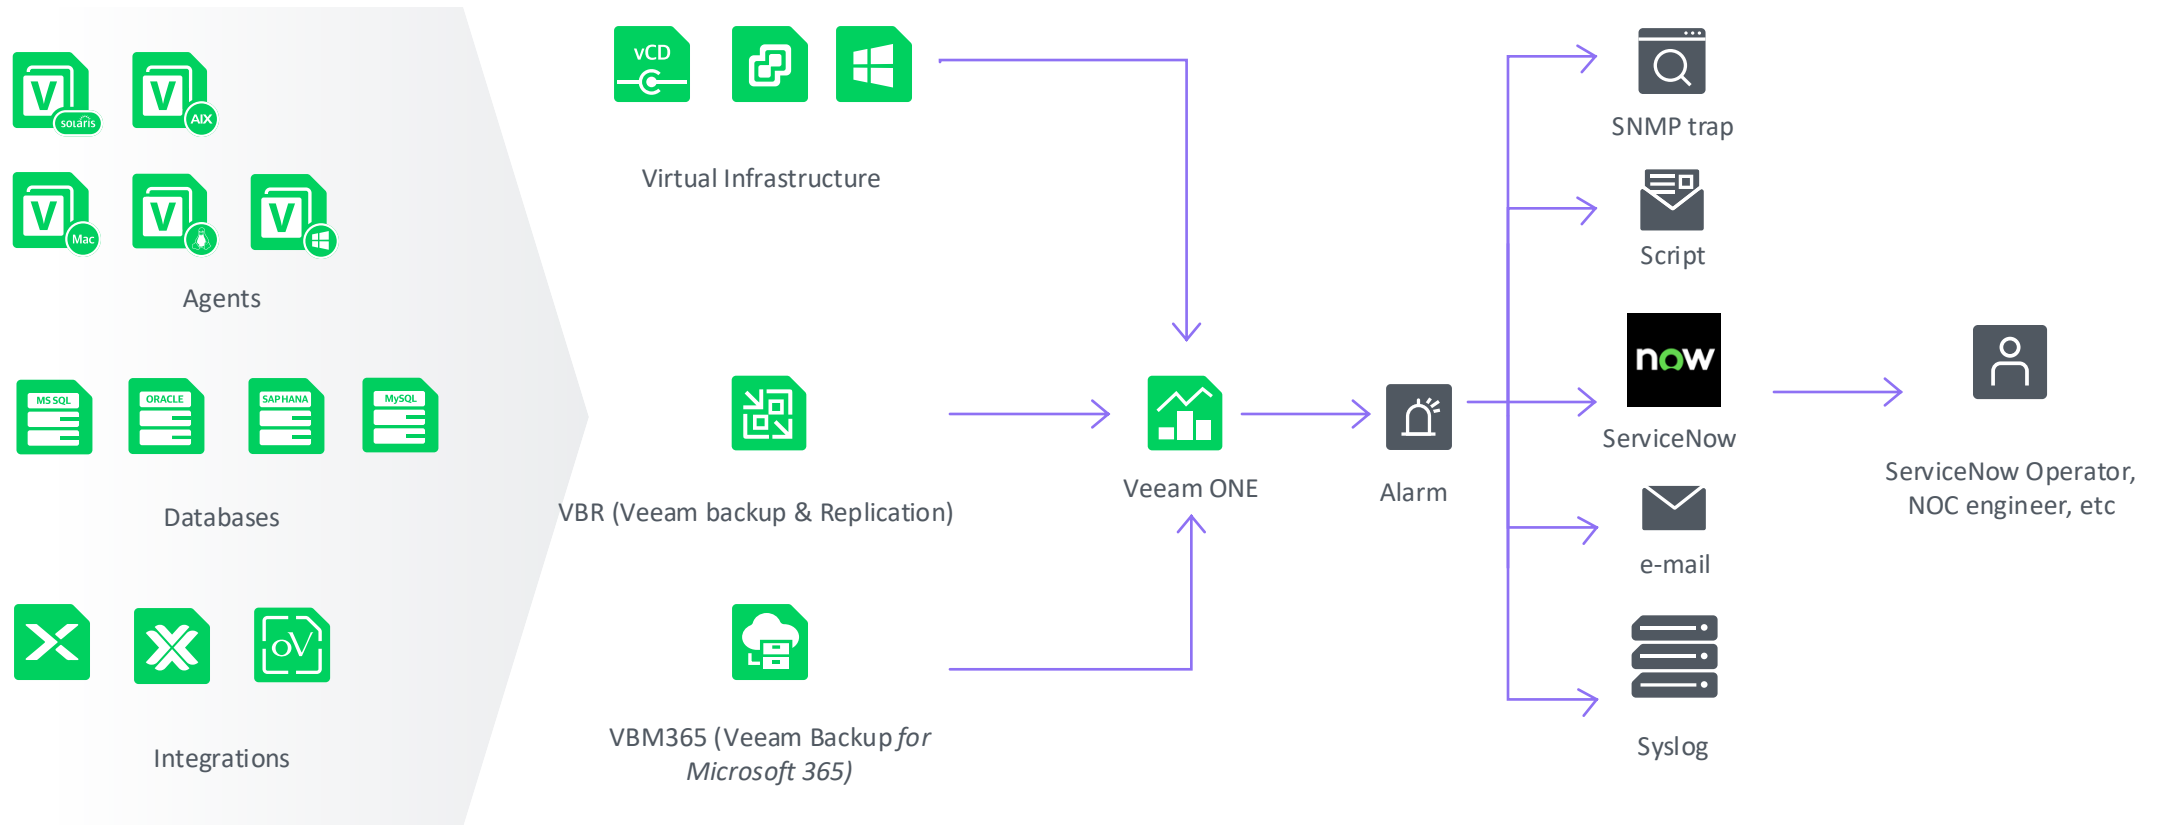 solaris
AIX
Mac
Agents
MS SQL
ORACLE
SAP HANA
MySQL
Databases
oV
Integrations
vCD
Virtual Infrastructure
VBR (Veeam backup & Replication)
VBM365 (Veeam Backup for
Microsoft 365)
Veeam ONE
Alarm
SNMP trap
Script
now
ServiceNow
e-mail
Syslog
ServiceNow Operator,
NOC engineer, etc